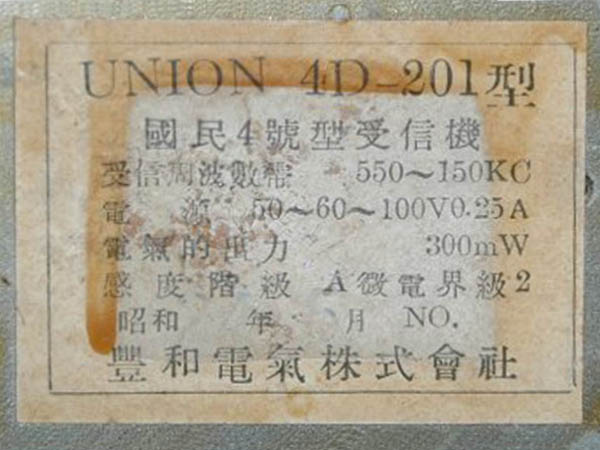 UNION 4D-201型
國民4號型受信機
受信周波數帶 550～150KC
電 源 50～60～100V0.25A
電氣的出力 300mW
感度階級 A微電界級2
昭和 年 月 NO.
豐和電氣株式會社